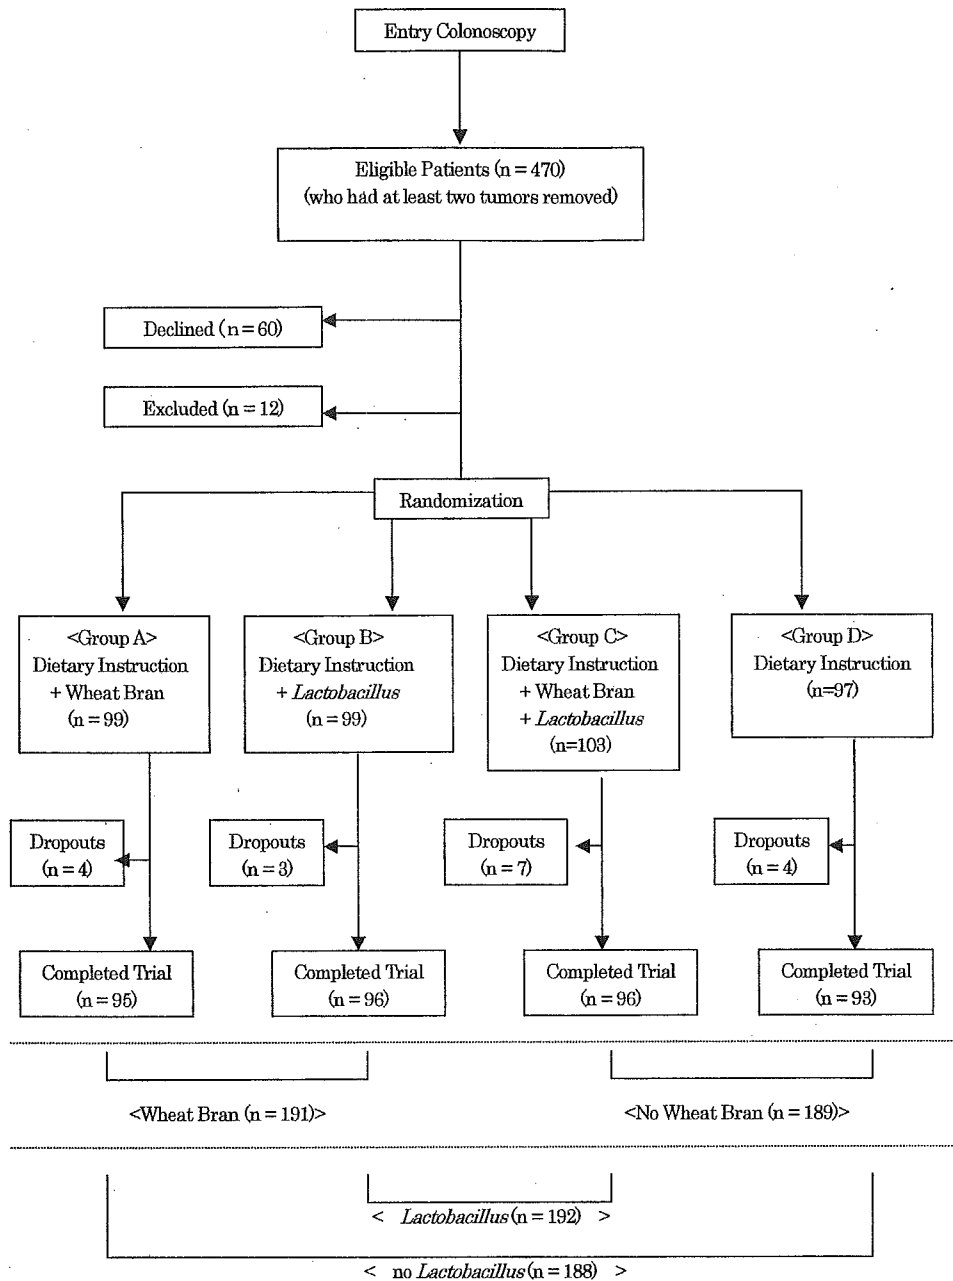 Entry Colonoscopy
Eligible Patients (n = 470)
(who had at least two tumors removed)
Declined (n = 60)
Excluded (n = 12)
Randomization
<Group A>
Dietary Instruction
+ Wheat Bran
(n = 99)
<Group B>
Dietary Instruction
+ Lactobacillus
(n = 99)
<Group C>
Dietary Instruction
+ Wheat Bran
+ Lactobacillus
(n=103)
<Group D>
Dietary Instruction
(n=97)
Dropouts
(n = 4)
Dropouts
(n = 3)
Dropouts
(n = 7)
Dropouts
(n = 4)
Completed Trial
(n = 95)
Completed Trial
(n = 96)
Completed Trial
(n = 96)
Completed Trial
(n = 93)
<Wheat Bran (n = 191)>
<No Wheat Bran (n = 189)>
< Lactobacillus (n = 192) >
< no Lactobacillus (n = 188) >